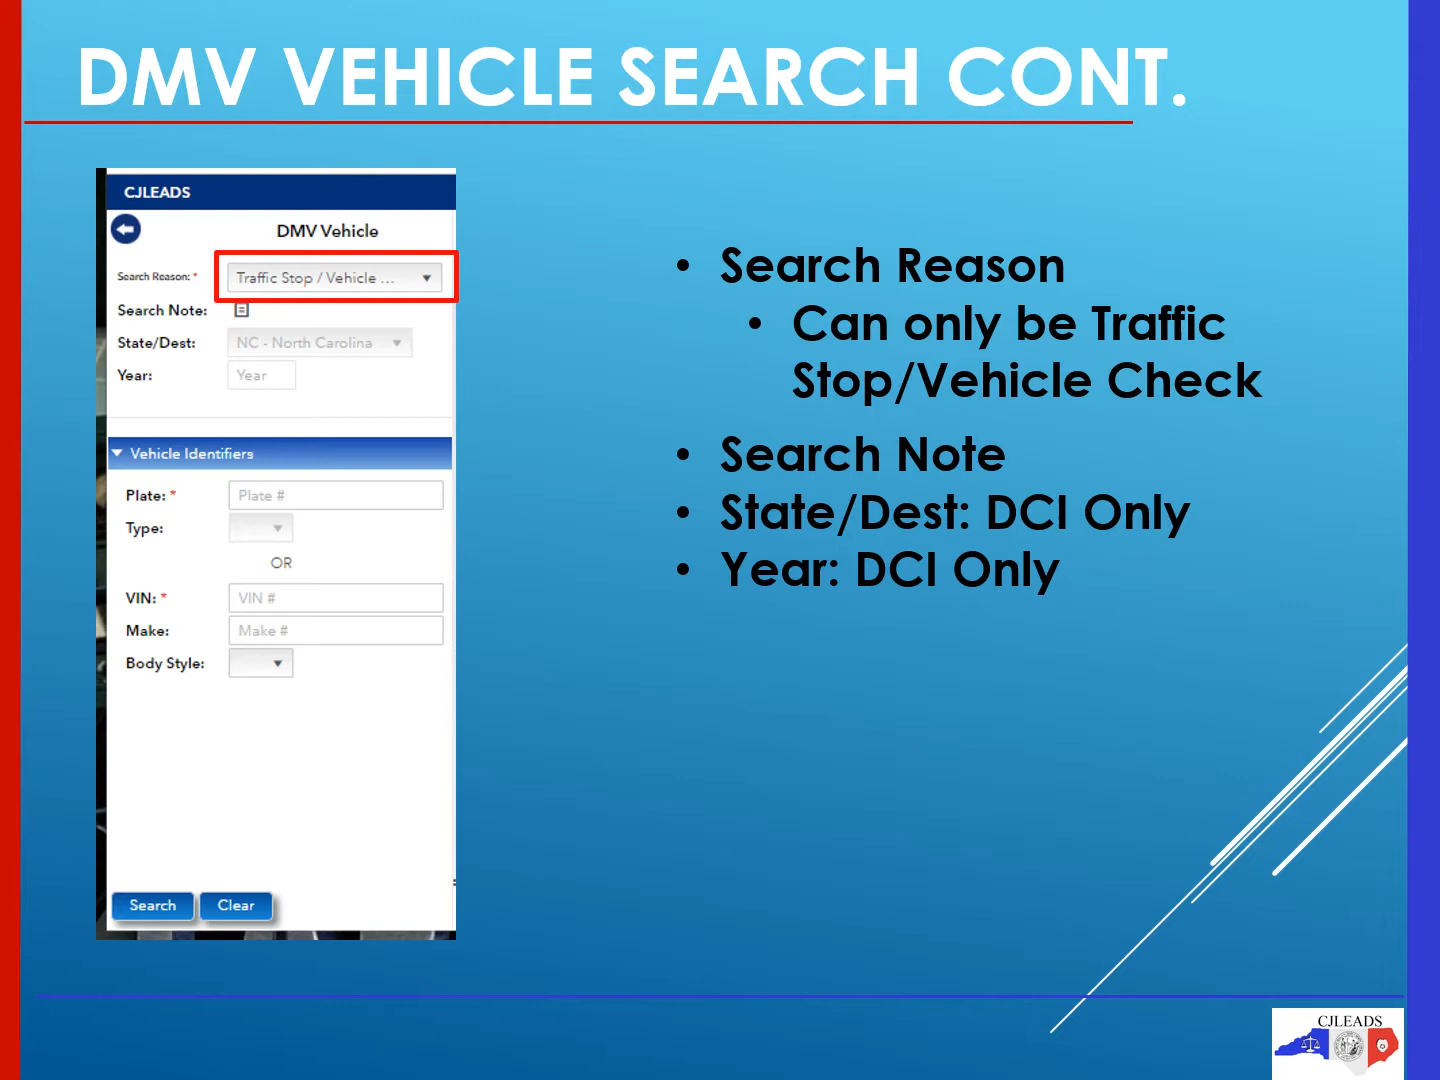 DMV VEHICLE SEARCH CONT.
CJLEADS
DMV Vehicle
Search Reason: * Traffic Stop / Vehicle ...
Search Note:
State/Dest: NC - North Carolina
Year: Year
Vehicle Identifiers
Plate: * Plate #
Type:
OR
VIN: * VIN #
Make: Make #
Body Style:
Search Clear
• Search Reason
• Can only be Traffic
Stop/Vehicle Check
• Search Note
• State/Dest: DCI Only
• Year: DCI Only
CJLEADS